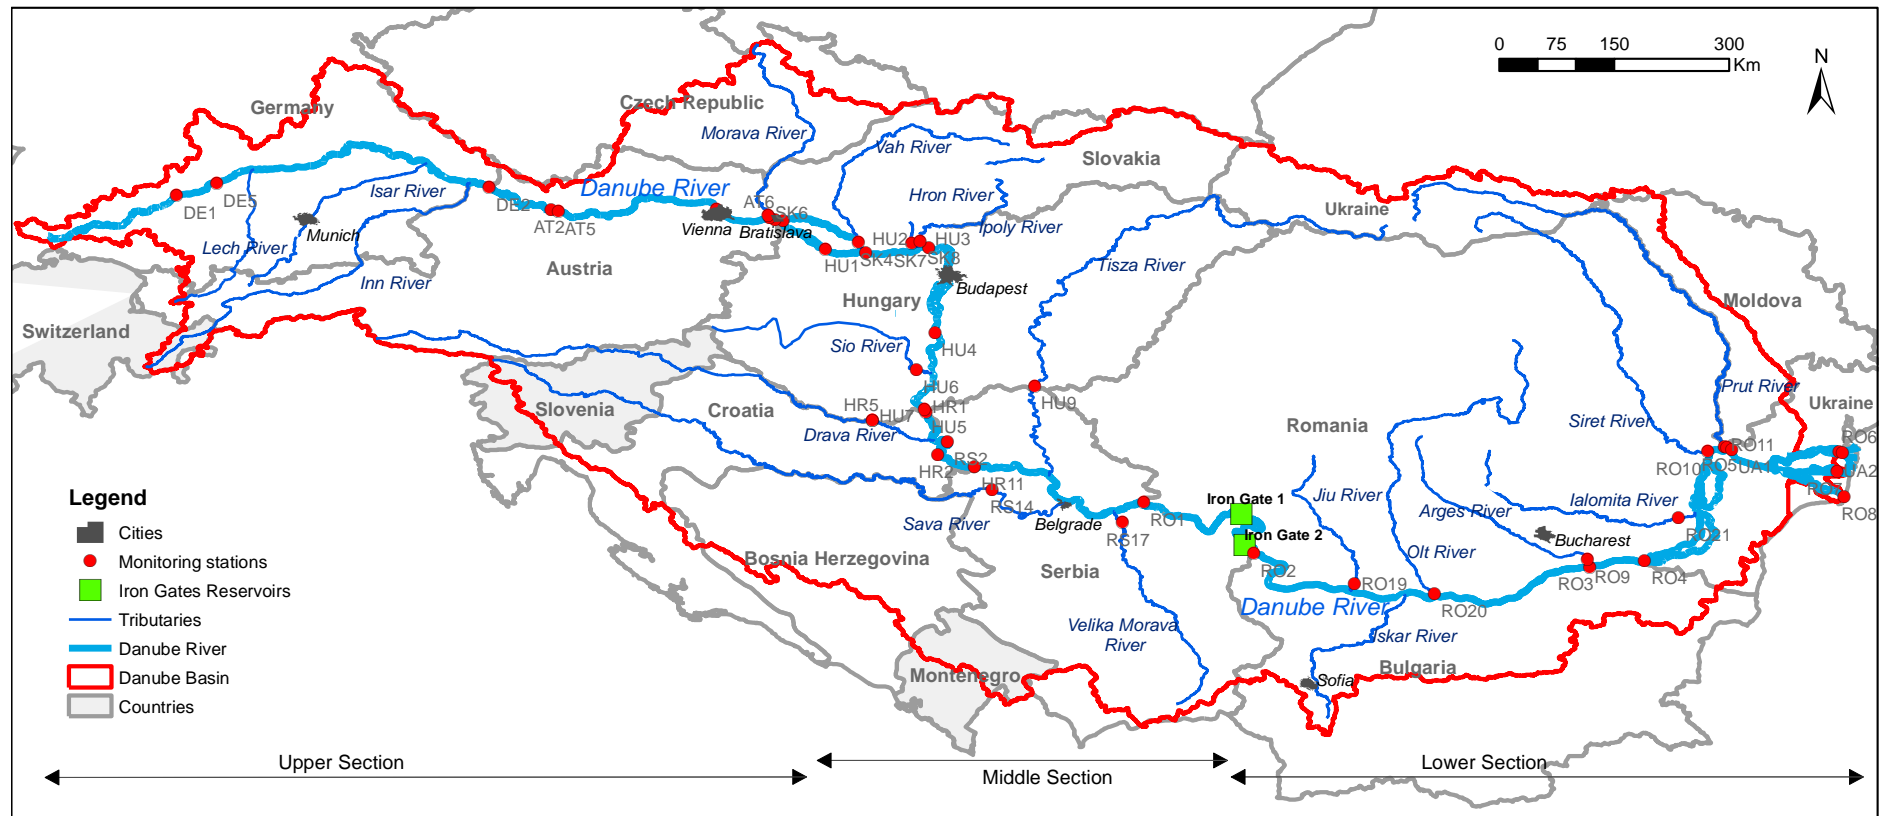 0 75 150 300
Km
N
Germany
Czech Republic
Morava River
Vah River
Slovakia
Isar River
Danube River
Hron River
DE1
DE5
DE2
AT2
AT5
AT6
SK6
Ukraine
Munich
Vienna
Bratislava
Ipoly River
Lech River
HU2
HU3
HU1
SK4
SK7
SK8
Austria
Inn River
Tisza River
Budapest
Hungary
Moldova
Switzerland
Sio River
HU4
HU6
Prut River
Slovenia
Croatia
HR5
HU7
HR1
HU9
Ukraine
Drava River
HU5
Romania
Siret River
RO11
RO6
HR2
RS2
RO10
RO5
UA1
UA2
HR11
RS14
Iron Gate 1
Jiu River
Ialomita River
RO7
RO8
Sava River
Belgrade
RO1
Arges River
RS17
Iron Gate 2
Bucharest
RO21
Bosnia Herzegovina
Serbia
RO2
Olt River
RO19
RO3
RO9
RO4
Danube River
RO20
Velika Morava
River
Iskar River
Montenegro
Sofia
Bulgaria
Legend
Cities
Monitoring stations
Iron Gates Reservoirs
Tributaries
Danube River
Danube Basin
Countries
Upper Section
Middle Section
Lower Section